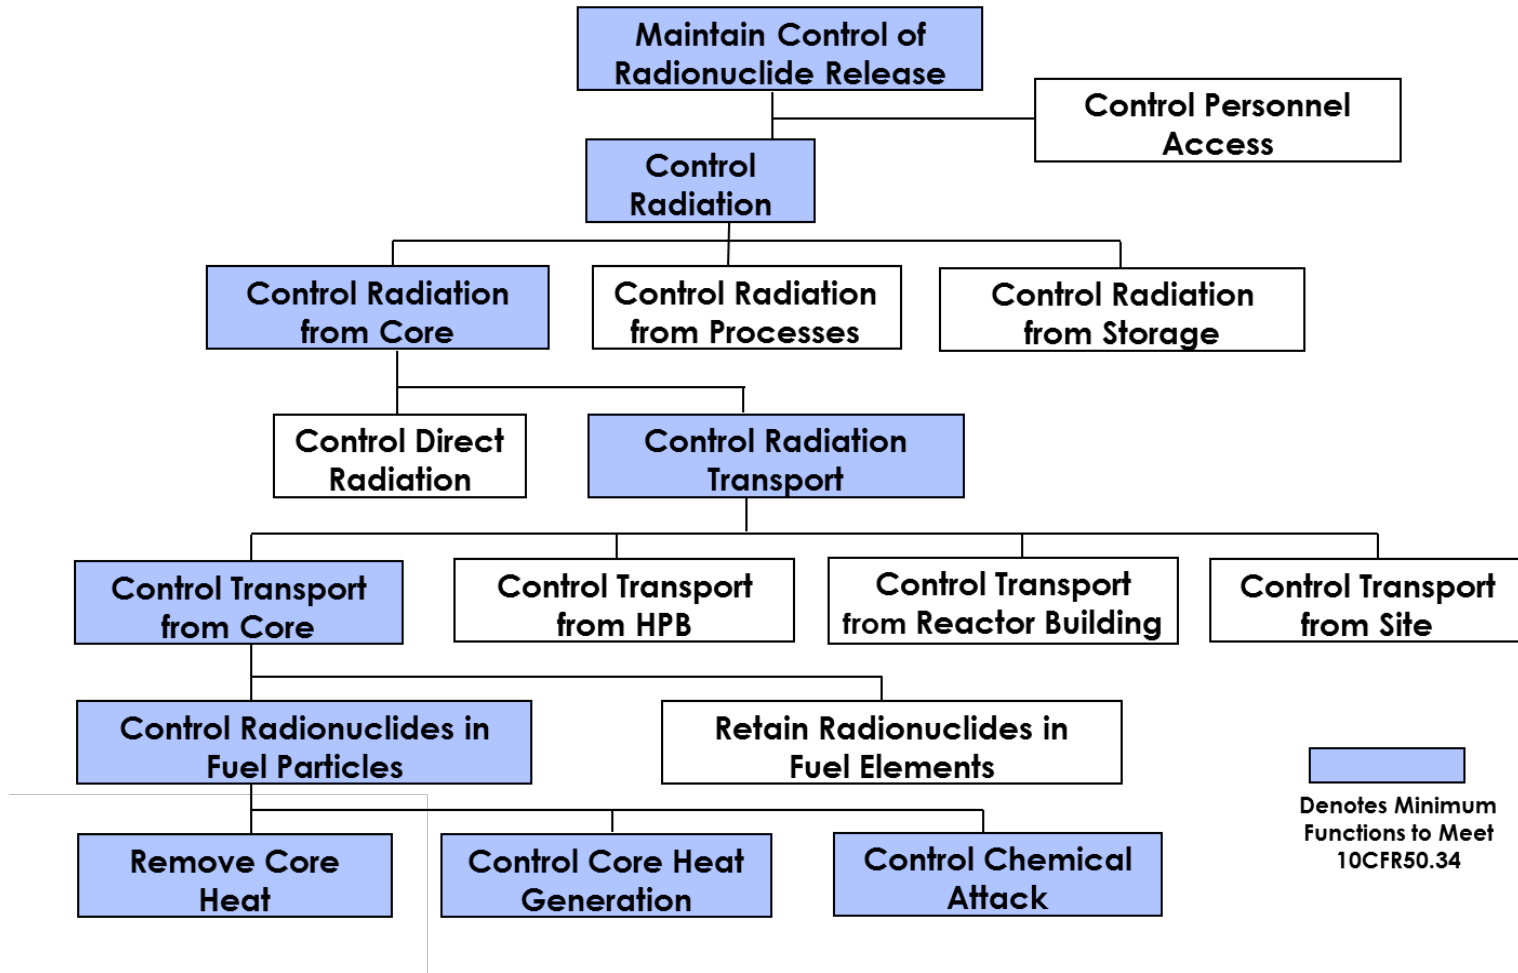 Maintain Control of
Radionuclide Release
Control Personnel
Access
Control
Radiation
Control Radiation
from Core
Control Radiation
from Processes
Control Radiation
from Storage
Control Direct
Radiation
Control Radiation
Transport
Control Transport
from Core
Control Transport
from HPB
Control Transport
from Reactor Building
Control Transport
from Site
Control Radionuclides in
Fuel Particles
Retain Radionuclides in
Fuel Elements
Denotes Minimum
Functions to Meet
10CFR50.34
Remove Core
Heat
Control Core Heat
Generation
Control Chemical
Attack